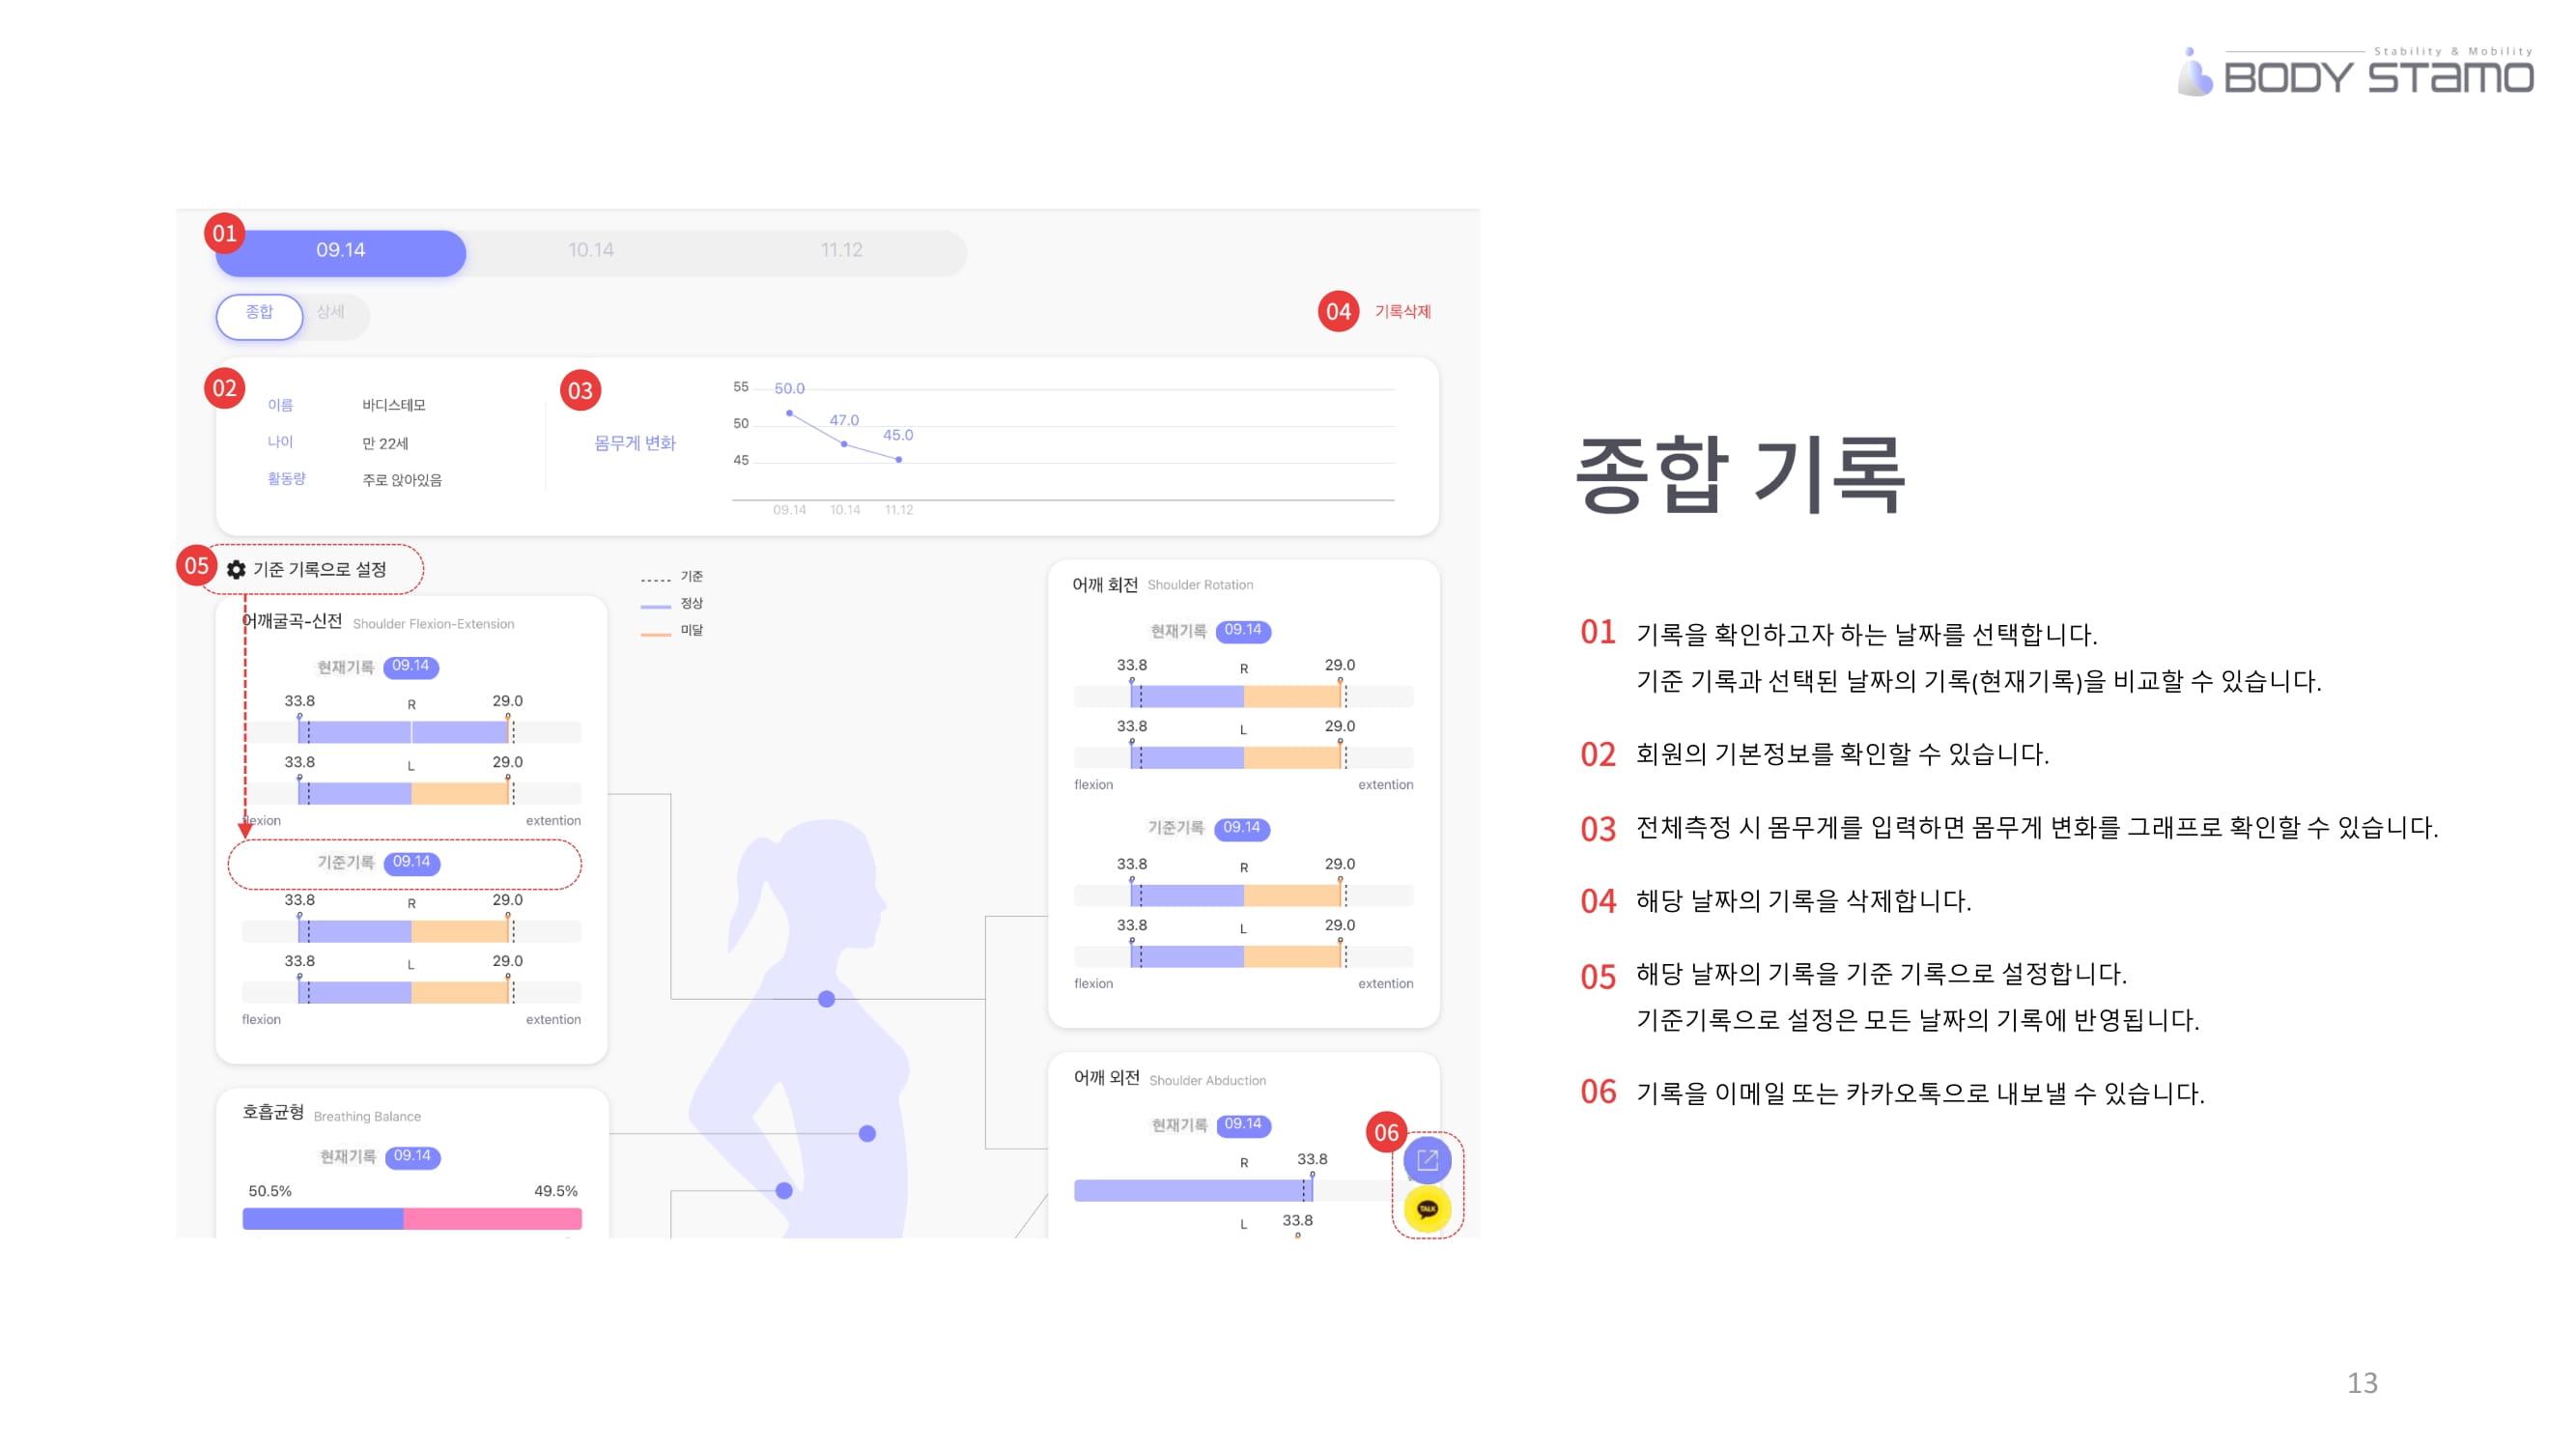 Stability & Mobility
BODY STamo
01
09.14
10.14
11.12
종합
상세
04
기록삭제
02
이름
바디스테모
나이
만 22세
활동량
주로 앉아있음
03
몸무게 변화
55
50
45
50.0
47.0
45.0
09.14
10.14
11.12
05
기준 기록으로 설정
기준
정상
미달
어깨굴곡-신전 Shoulder Flexion-Extension
현재기록 09.14
33.8 R 29.0
33.8 L 29.0
flexion extention
기준기록 09.14
33.8 R 29.0
33.8 L 29.0
flexion extention
호흡균형 Breathing Balance
현재기록 09.14
50.5% 49.5%
어깨 회전 Shoulder Rotation
현재기록 09.14
33.8 R 29.0
33.8 L 29.0
flexion extention
기준기록 09.14
33.8 R 29.0
33.8 L 29.0
flexion extention
어깨 외전 Shoulder Abduction
현재기록 09.14
R 33.8
L 33.8
06
TALK
종합 기록
01 기록을 확인하고자 하는 날짜를 선택합니다.
기준 기록과 선택된 날짜의 기록(현재기록)을 비교할 수 있습니다.
02 회원의 기본정보를 확인할 수 있습니다.
03 전체측정 시 몸무게를 입력하면 몸무게 변화를 그래프로 확인할 수 있습니다.
04 해당 날짜의 기록을 삭제합니다.
05 해당 날짜의 기록을 기준 기록으로 설정합니다.
기준기록으로 설정은 모든 날짜의 기록에 반영됩니다.
06 기록을 이메일 또는 카카오톡으로 내보낼 수 있습니다.
13